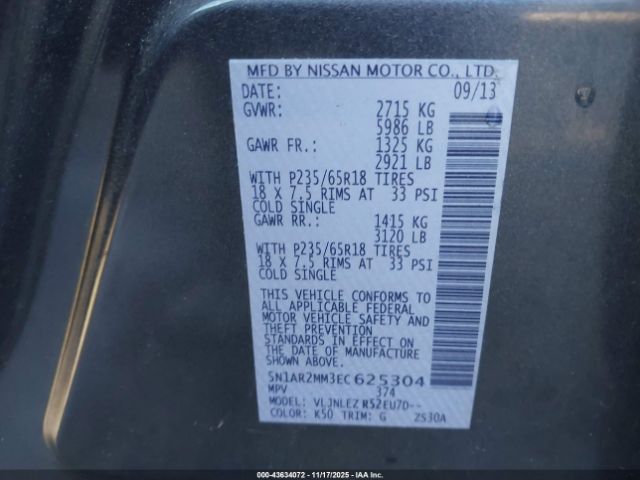 MFD BY NISSAN MOTOR CO., LTD.
DATE: 09/13
GVWR: 2715 KG
5986 LB
GAWR FR.: 1325 KG
2921 LB
WITH P235/65R18 TIRES
18 X 7.5 RIMS AT 33 PSI
COLD SINGLE
GAWR RR.: 1415 KG
3120 LB
WITH P235/65R18 TIRES
18 X 7.5 RIMS AT 33 PSI
COLD SINGLE
THIS VEHICLE CONFORMS TO
ALL APPLICABLE FEDERAL
MOTOR VEHICLE SAFETY AND
THEFT PREVENTION
STANDARDS IN EFFECT ON
THE DATE OF MANUFACTURE
SHOWN ABOVE.
5N1AR2MM3EC625304
MPV 374
MODEL: VLJNLEZ R52EU7D--
COLOR: K50 TRIM: G ZS30A
000-43634072 - 11/17/2025 - IAAI.com